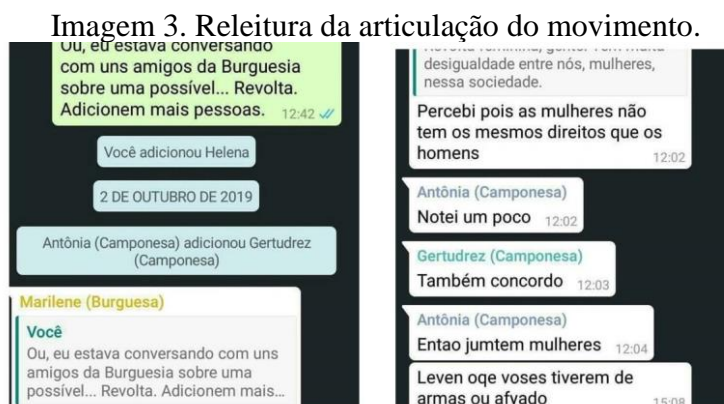 Imagem 3. Releitura da articulação do movimento.
Ou, eu estava conversando
com uns amigos da Burguesia
sobre uma possível... Revolta.
Adicionem mais pessoas. 12:42
Você adicionou Helena
2 DE OUTUBRO DE 2019
Antônia (Camponesa) adicionou Gertudrez
(Camponesa)
Marilene (Burguesa)
Você
Ou, eu estava conversando com uns
amigos da Burguesia sobre uma
possível... Revolta. Adicionem mais...
desigualdade entre nós, mulheres,
nessa sociedade.
Percebi pois as mulheres não
tem os mesmos direitos que os
homens 12:02
Antônia (Camponesa)
Notei um poco 12:02
Gertudrez (Camponesa)
Também concordo 12:03
Antônia (Camponesa)
Entao jumtem mulheres 12:04
Leven oqe voses tiverem de
armas ou afvado 15:08